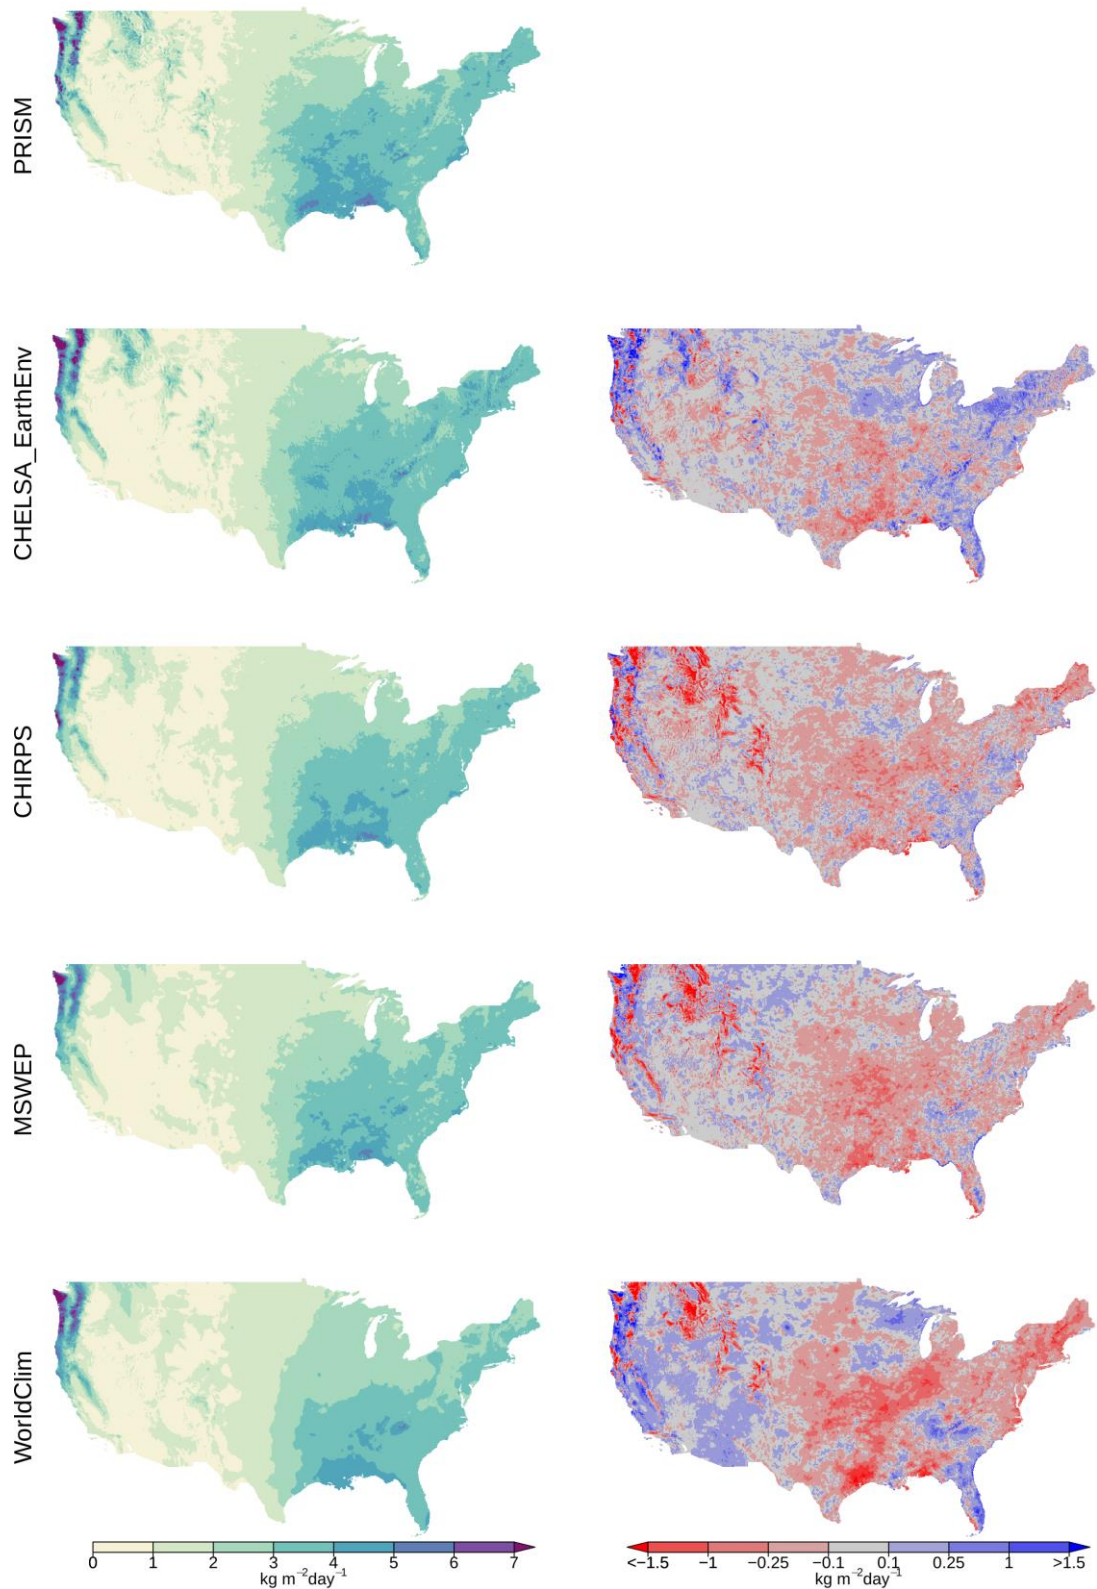 PRISM
CHELSA_EarthEnv
CHIRPS
MSWEP
WorldClim
0 1 2 3 4 5 6 7
kg m⁻²day⁻¹
<−1.5 −1 −0.25 −0.1 0.1 0.25 1 >1.5
kg m⁻²day⁻¹